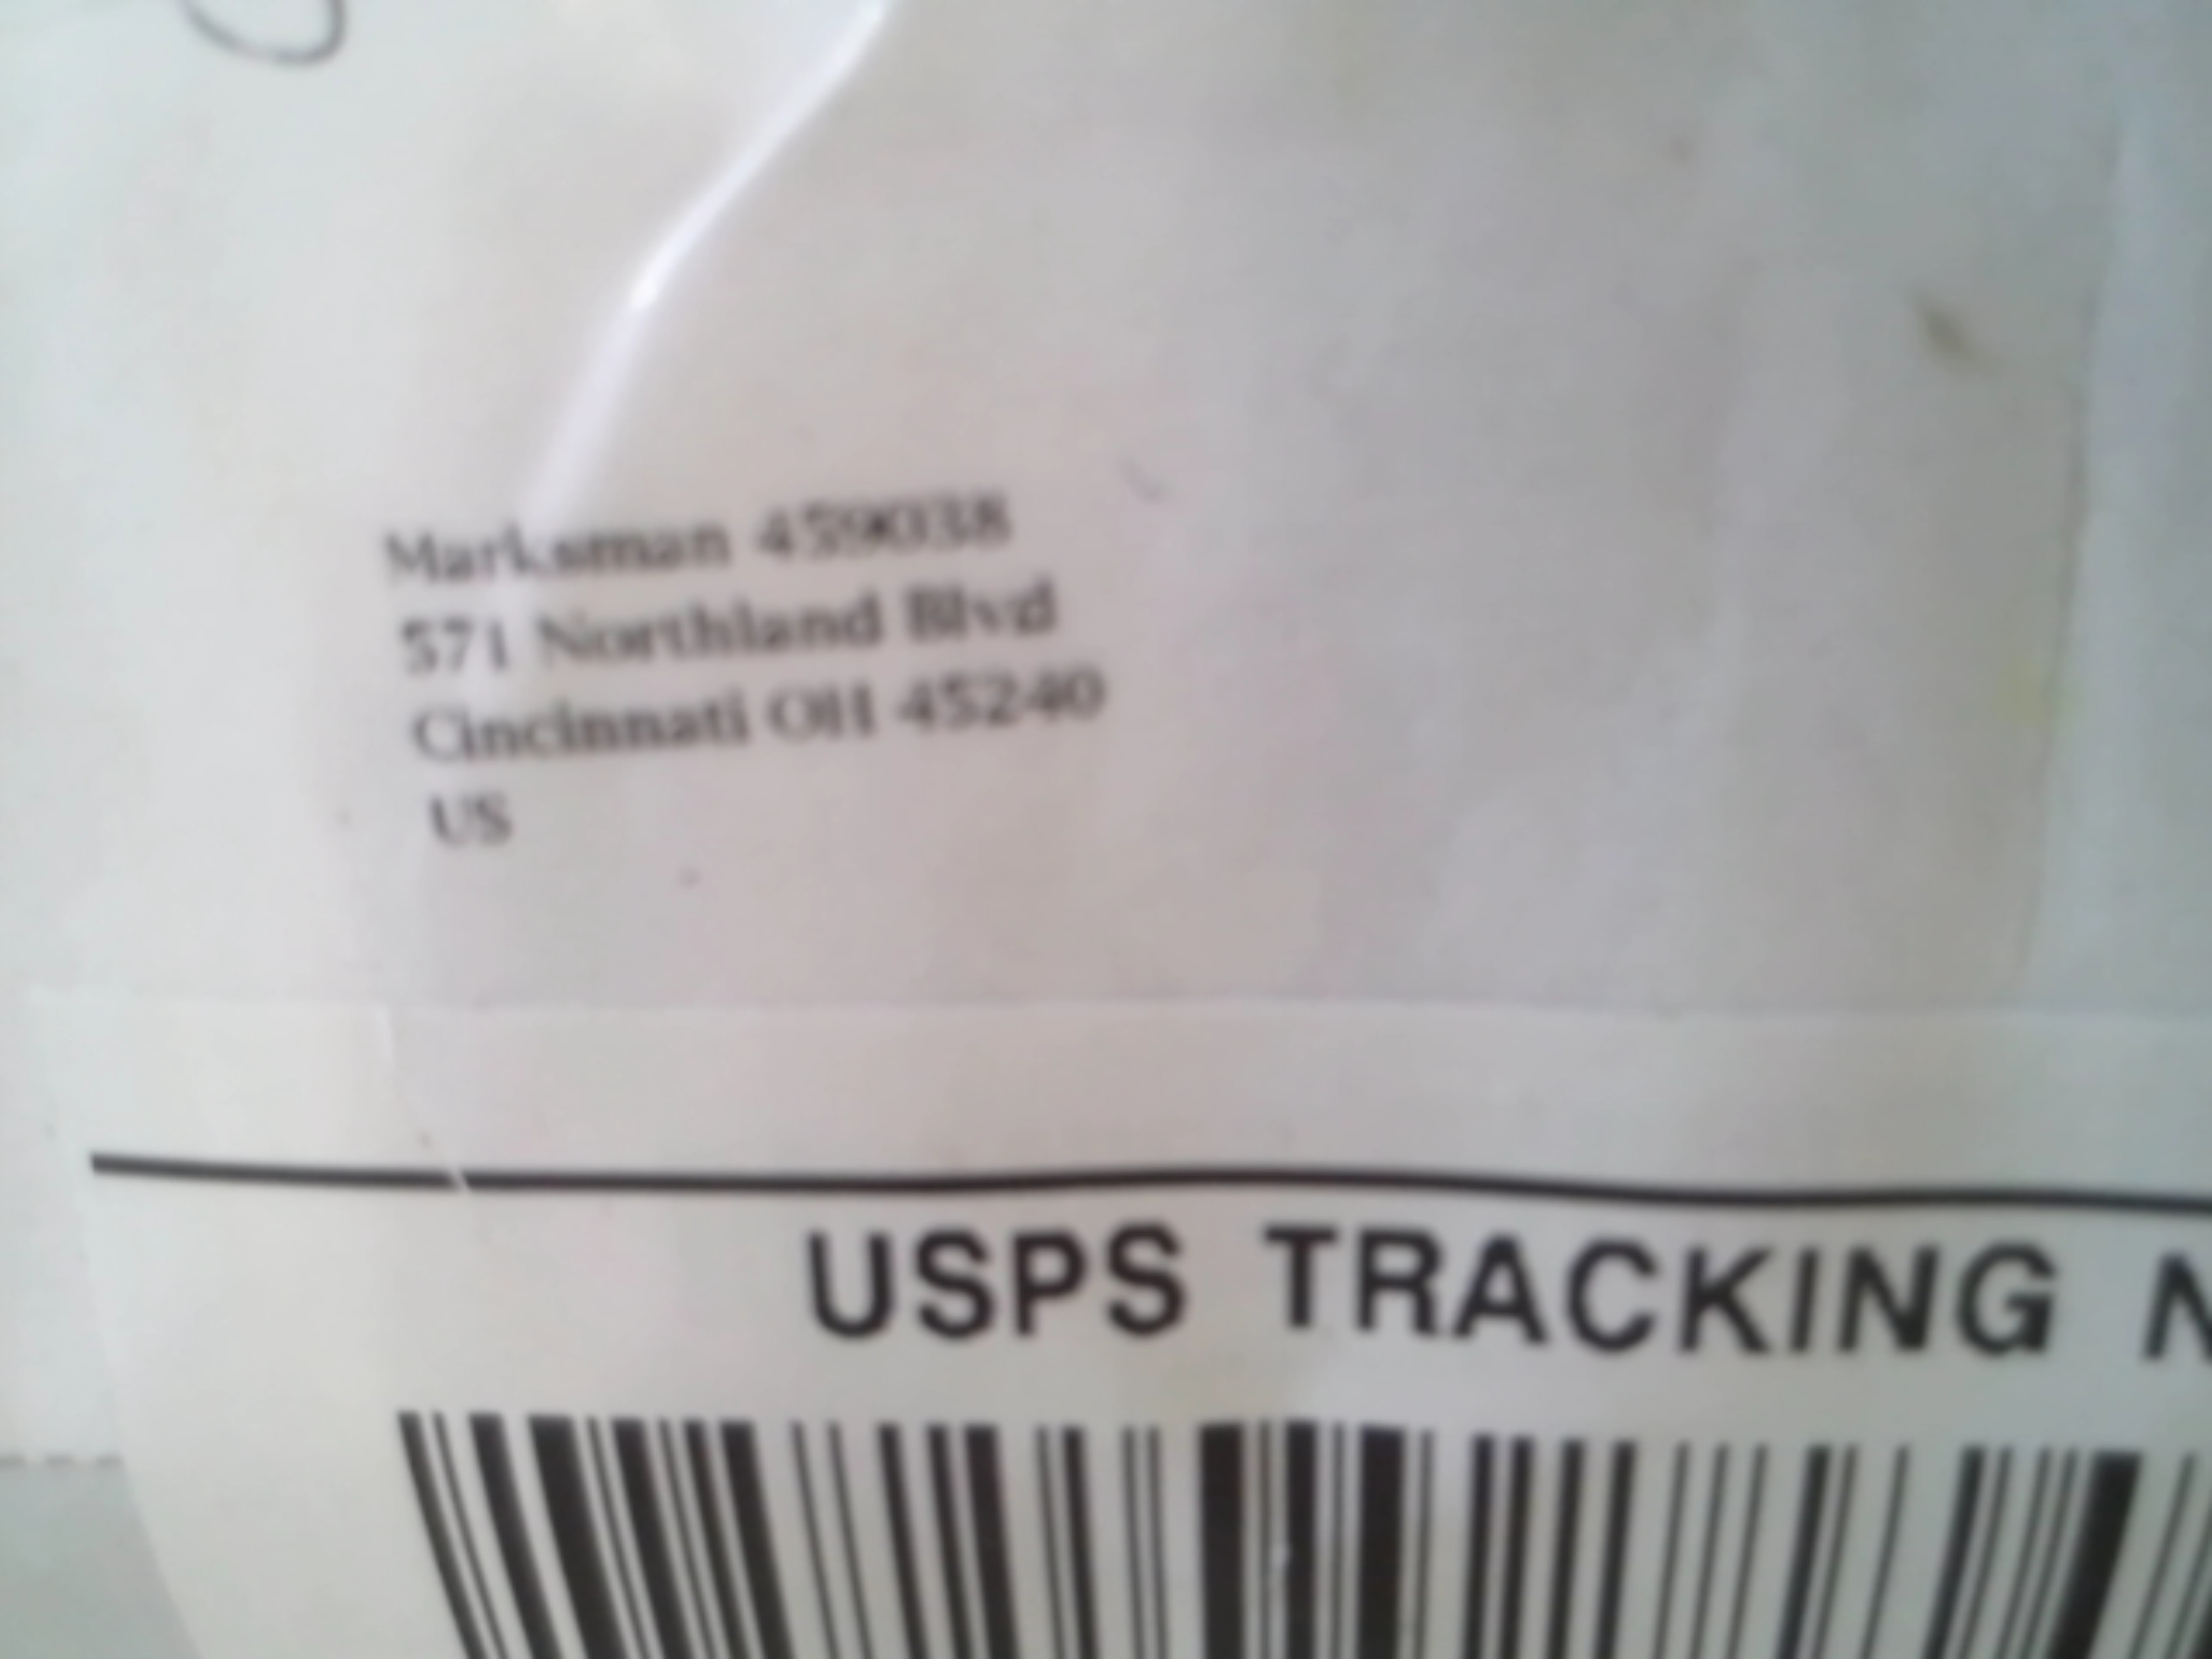 Marksman 459038
571 Northland Blvd
Cincinnati OH 45240
US
USPS TRACKING N